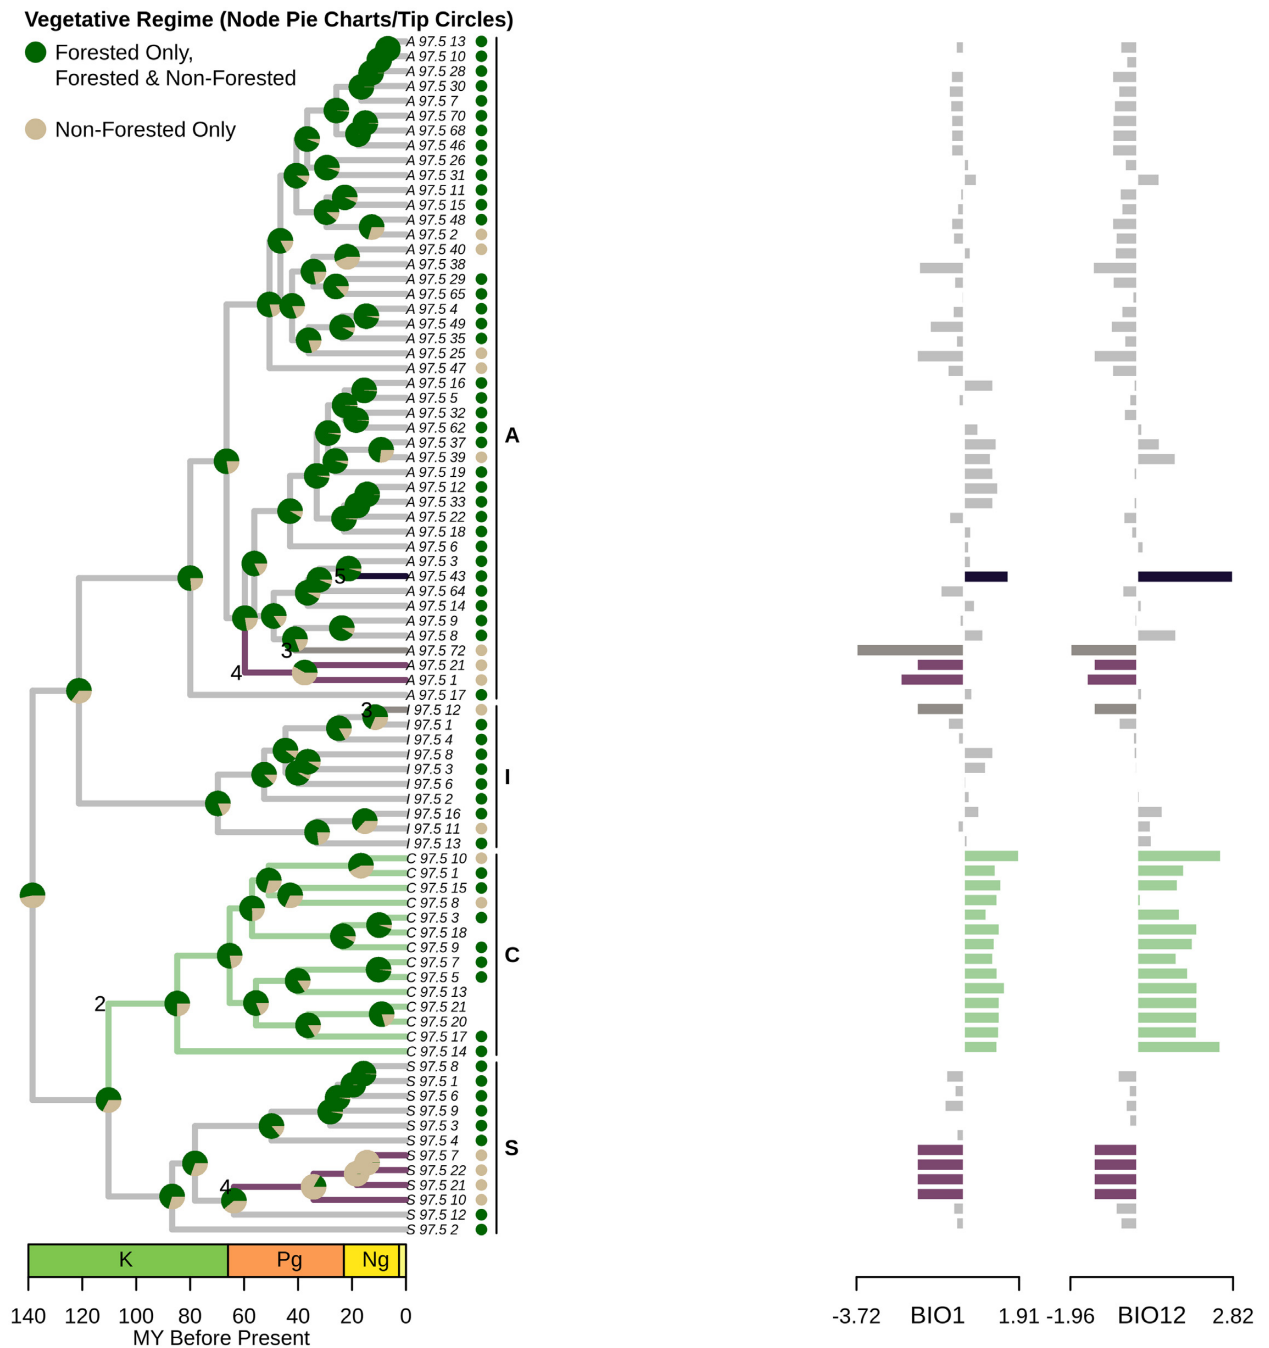 Vegetative Regime (Node Pie Charts/Tip Circles)
Forested Only,
Forested & Non-Forested
Non-Forested Only
A 97.5 13
A 97.5 10
A 97.5 28
A 97.5 30
A 97.5 7
A 97.5 70
A 97.5 68
A 97.5 46
A 97.5 26
A 97.5 31
A 97.5 11
A 97.5 15
A 97.5 48
A 97.5 2
A 97.5 40
A 97.5 38
A 97.5 29
A 97.5 65
A 97.5 4
A 97.5 49
A 97.5 35
A 97.5 25
A 97.5 47
A 97.5 16
A 97.5 5
A 97.5 32
A 97.5 62
A
A 97.5 37
A 97.5 39
A 97.5 19
A 97.5 12
A 97.5 33
A 97.5 22
A 97.5 18
A 97.5 6
A 97.5 3
5
A 97.5 43
A 97.5 64
A 97.5 14
A 97.5 9
A 97.5 8
3
A 97.5 72
A 97.5 21
4
A 97.5 1
A 97.5 17
3
I 97.5 12
I 97.5 1
I 97.5 4
I 97.5 8
I 97.5 3
I
I 97.5 6
I 97.5 2
I 97.5 16
I 97.5 11
I 97.5 13
C 97.5 10
C 97.5 1
C 97.5 15
C 97.5 8
C 97.5 3
C 97.5 18
C 97.5 9
C
C 97.5 7
C 97.5 5
C 97.5 13
2
C 97.5 21
C 97.5 20
C 97.5 17
C 97.5 14
S 97.5 8
S 97.5 1
S 97.5 6
S 97.5 9
S 97.5 3
S 97.5 4
S
S 97.5 7
S 97.5 22
4
S 97.5 21
S 97.5 10
S 97.5 12
S 97.5 2
K Pg Ng
140 120 100 80 60 40 20 0
MY Before Present
-3.72 BIO1 1.91
-1.96 BIO12 2.82